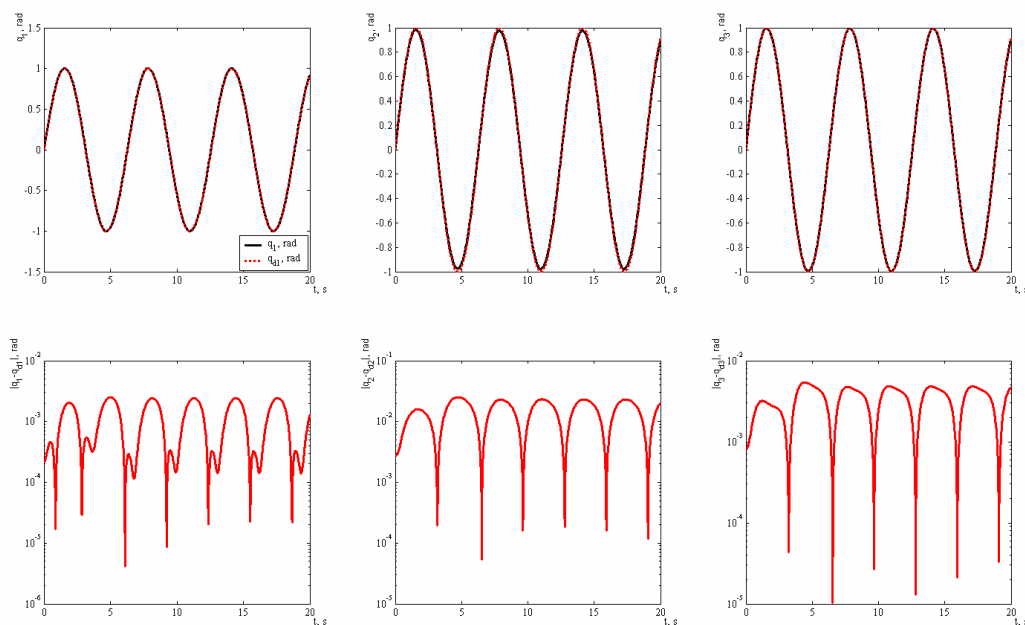 q1, rad
1.5
1
0.5
0
-0.5
-1
-1.5
0 5 10 15 20
t, s
q1, rad
qd1, rad
q2, rad
1
0.8
0.6
0.4
0.2
0
-0.2
-0.4
-0.6
-0.8
-1
0 5 10 15 20
t, s
q3, rad
1
0.8
0.6
0.4
0.2
0
-0.2
-0.4
-0.6
-0.8
-1
0 5 10 15 20
t, s
|q1-qd1|, rad
10^-2
10^-3
10^-4
10^-5
10^-6
0 5 10 15 20
t, s
|q2-qd2|, rad
10^-1
10^-2
10^-3
10^-4
10^-5
0 5 10 15 20
t, s
|q3-qd3|, rad
10^-2
10^-3
10^-4
10^-5
0 5 10 15 20
t, s